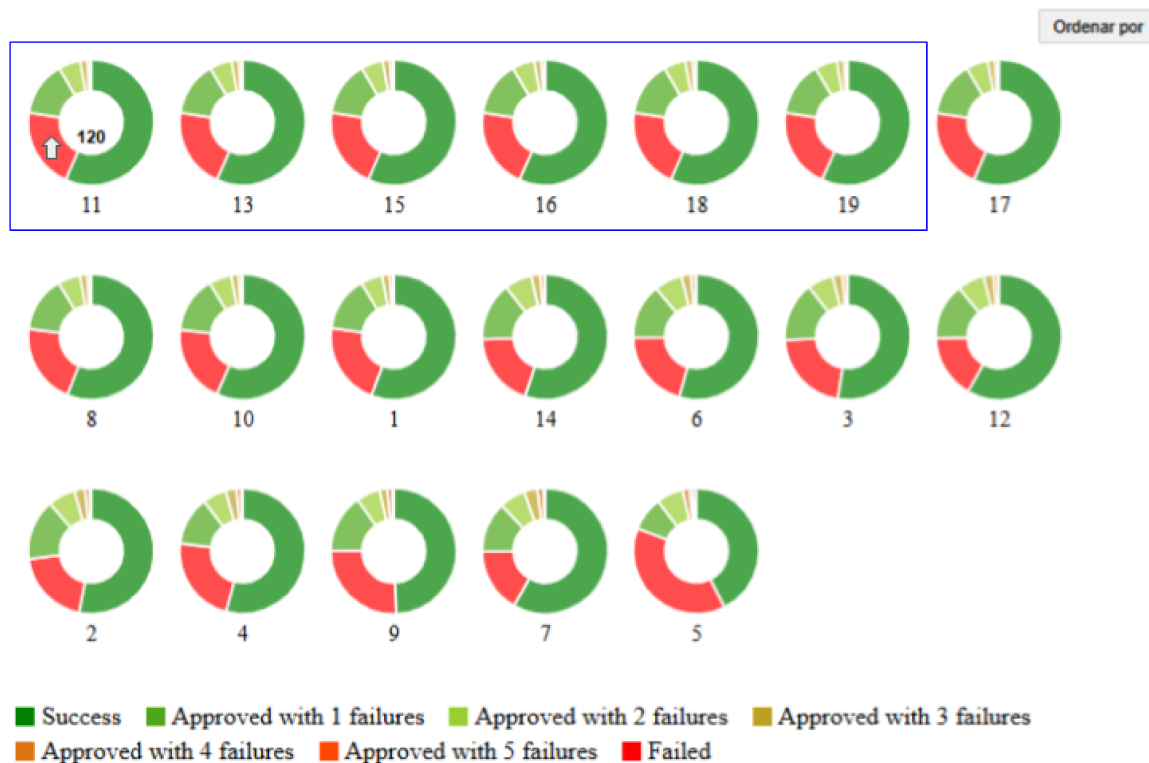 Ordenar por
120
11 13 15 16 18 19 17
8 10 1 14 6 3 12
2 4 9 7 5
Success Approved with 1 failures Approved with 2 failures Approved with 3 failures
Approved with 4 failures Approved with 5 failures Failed